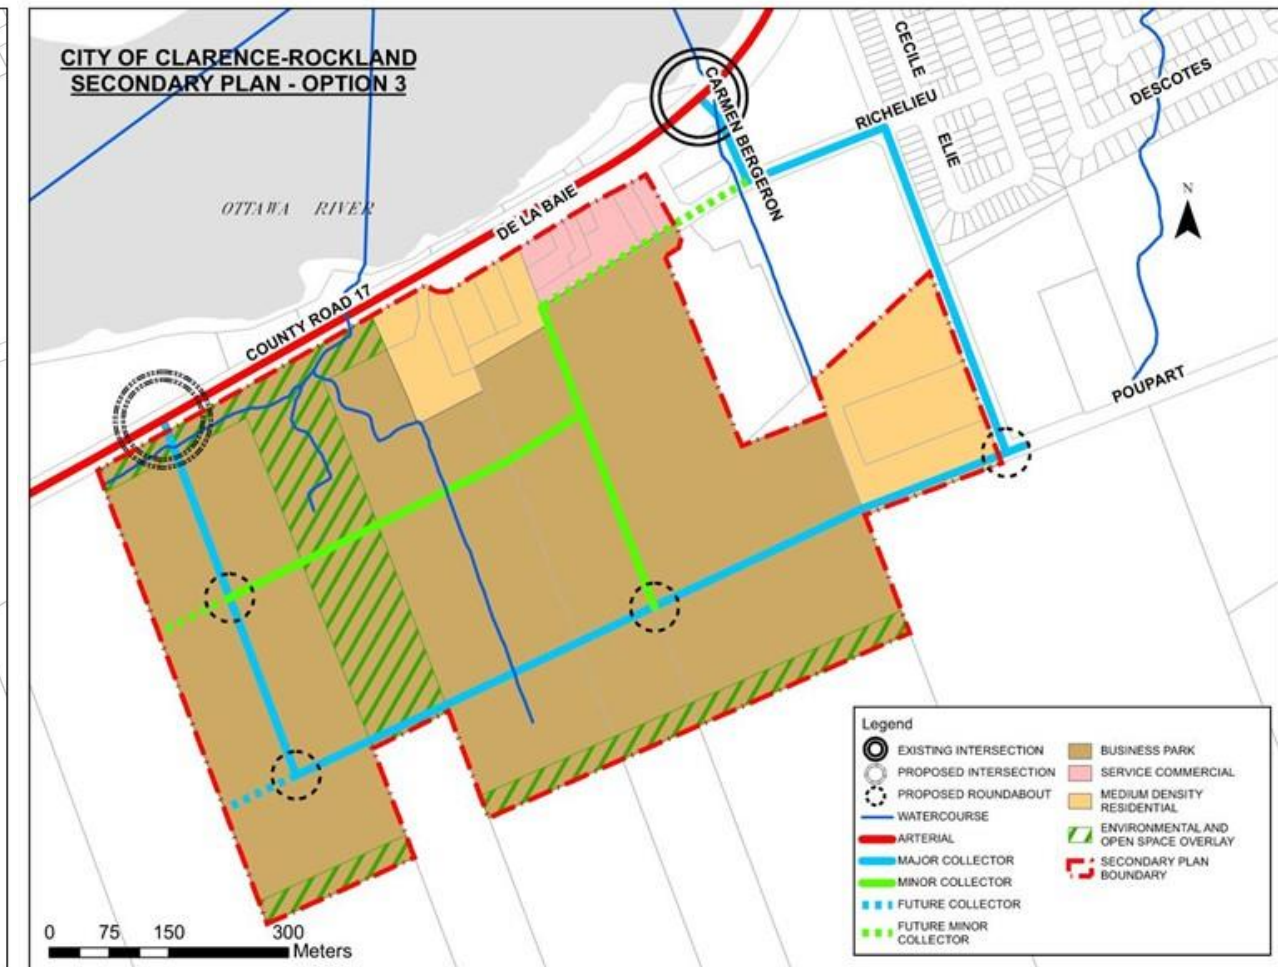 CITY OF CLARENCE-ROCKLAND
SECONDARY PLAN - OPTION 3
OTTAWA RIVER
COUNTY ROAD 17
DE LA BAIE
CARMEN BERGERON
CECILE
RICHELIEU
ELIE
DESCOTES
N
POUPART
Legend
EXISTING INTERSECTION
PROPOSED INTERSECTION
PROPOSED ROUNDABOUT
WATERCOURSE
ARTERIAL
MAJOR COLLECTOR
MINOR COLLECTOR
FUTURE COLLECTOR
FUTURE MINOR
COLLECTOR
BUSINESS PARK
SERVICE COMMERCIAL
MEDIUM DENSITY
RESIDENTIAL
ENVIRONMENTAL AND
OPEN SPACE OVERLAY
SECONDARY PLAN
BOUNDARY
0 75 150 300
Meters